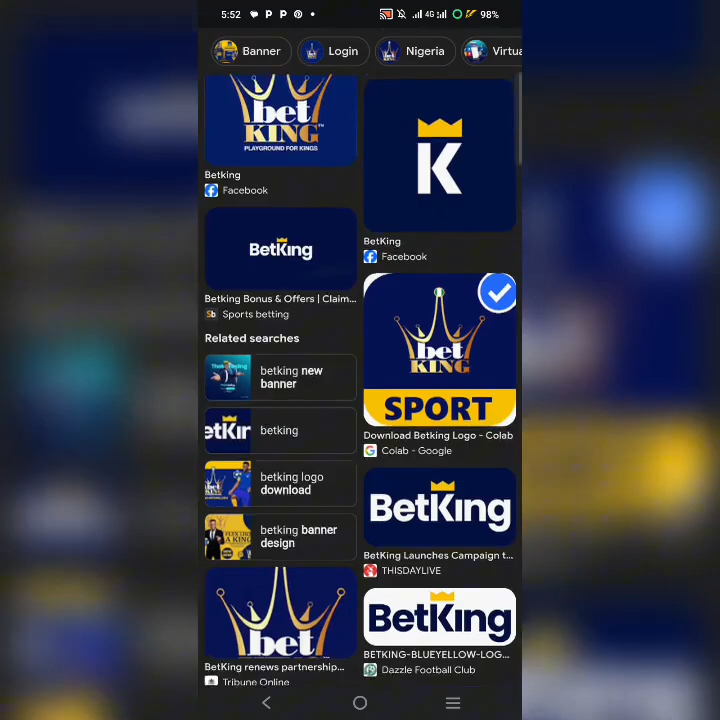 5:52
4G
98%
Banner
Login
Nigeria
Virtua
bet
KING
PLAYGROUND FOR KINGS
Betking
Facebook
K
BetKing
Facebook
BetKing
Betking Bonus & Offers | Claim...
Sb Sports betting
bet
KING
SPORT
Download Betking Logo - Colab
G Colab - Google
Related searches
betking new
banner
etKin
betking
betking logo
download
betking banner
design
BetKing
BetKing Launches Campaign t...
THISDAYLIVE
bet
BetKing renews partnership...
Tribune Online
BetKing
BETKING-BLUEYELLOW-LOG...
Dazzle Football Club